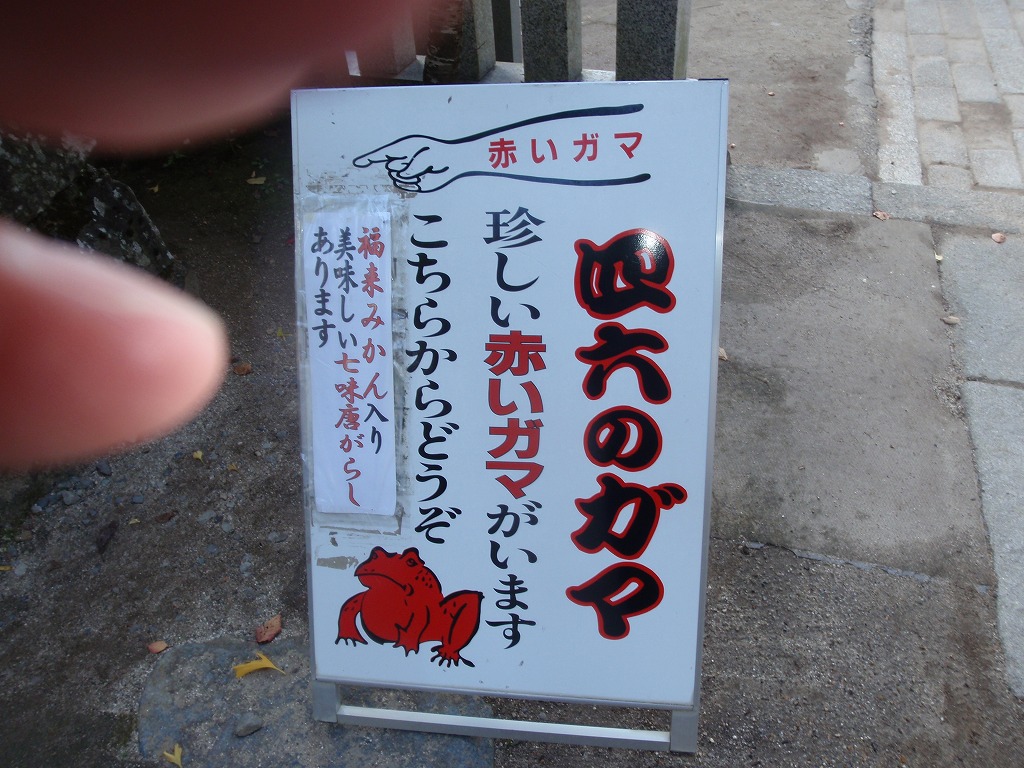 赤いガマ
四六のガマ
珍しい赤いガマがいます
こちらからどうぞ
福来みかん入り
美味しい七味唐がらし
あります